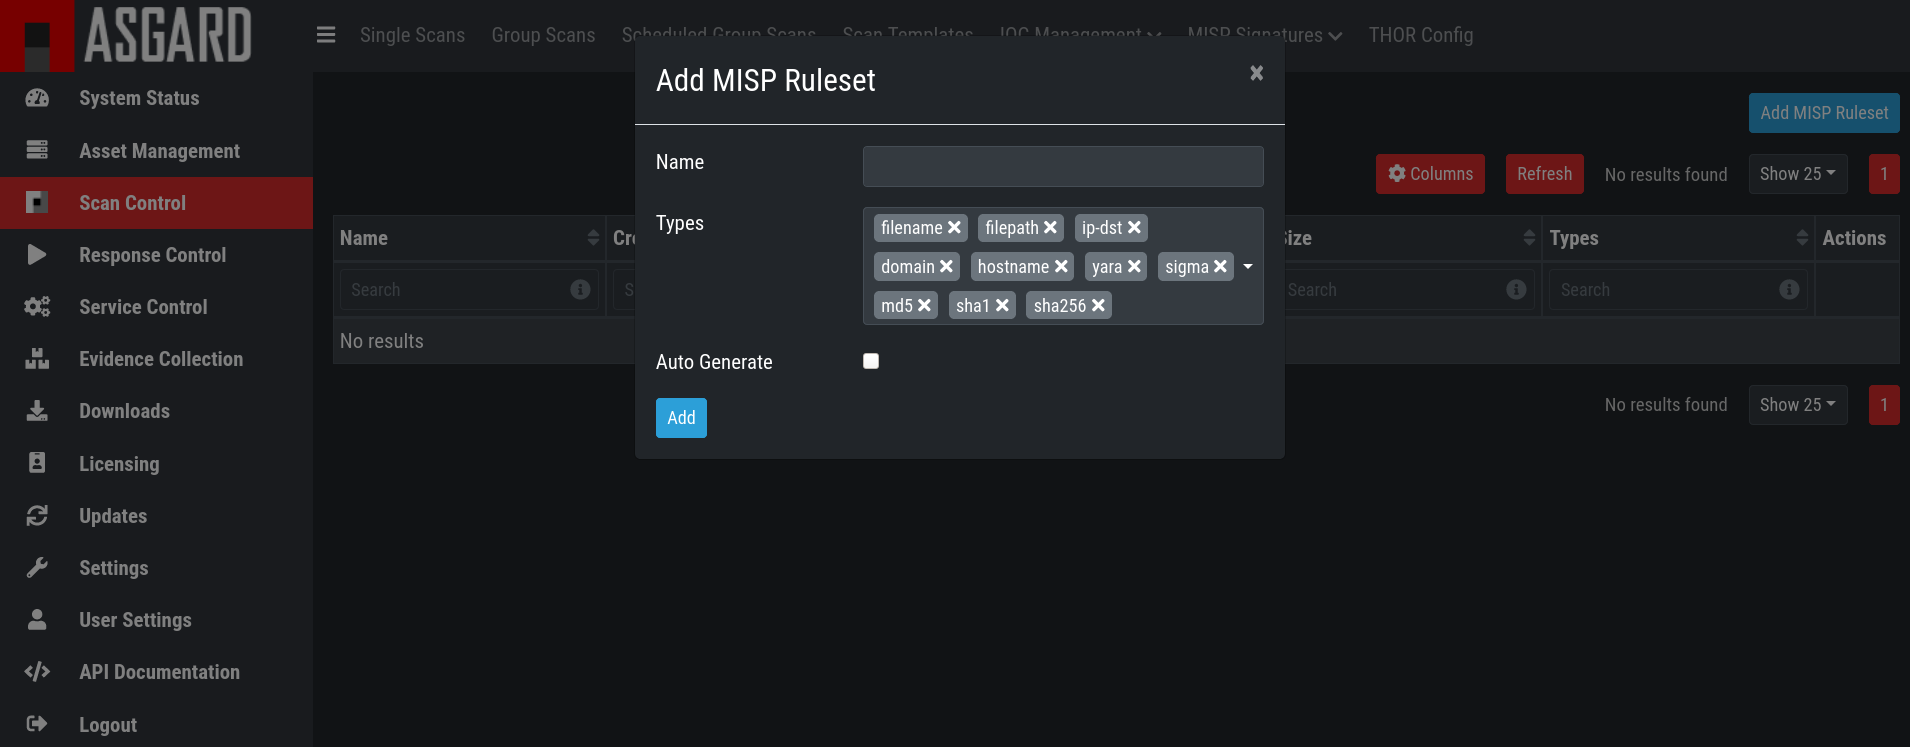 ASGARD
Single Scans Group Scans Scheduled Group Scans Scan Templates IOC Management MISP Signatures THOR Config
System Status
Asset Management
Scan Control
Response Control
Service Control
Evidence Collection
Downloads
Licensing
Updates
Settings
User Settings
API Documentation
Logout
Add MISP Ruleset
×
Name
Types
filename × filepath × ip-dst ×
domain × hostname × yara × sigma ×
md5 × sha1 × sha256 ×
Auto Generate
Add
Add MISP Ruleset
Columns Refresh No results found Show 25 1
Name Types Actions
Search Search Search
No results
No results found Show 25 1